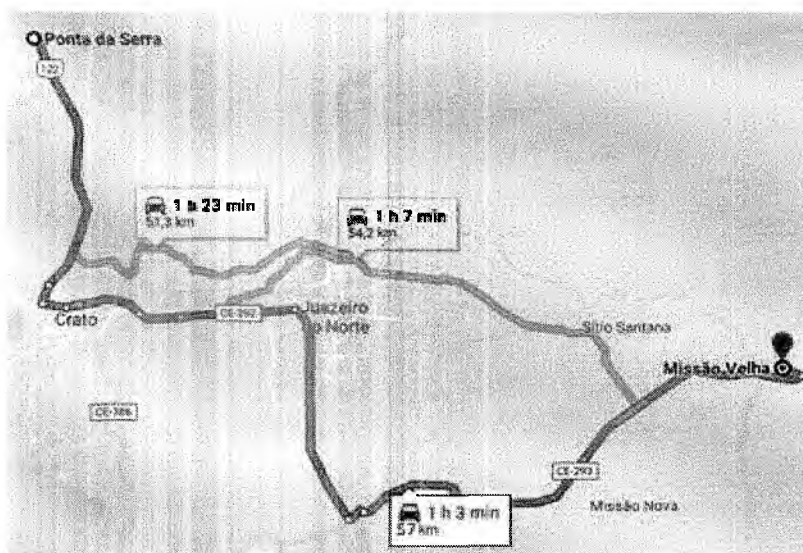 Ponta da Serra
122
1 h 23 min
51,3 km
1 h 7 min
54,2 km
Crato
CE-292
Juazeiro
do Norte
Sítio Santana
Missão Velha
CE-386
CE-293
Missão Nova
1 h 3 min
57 km